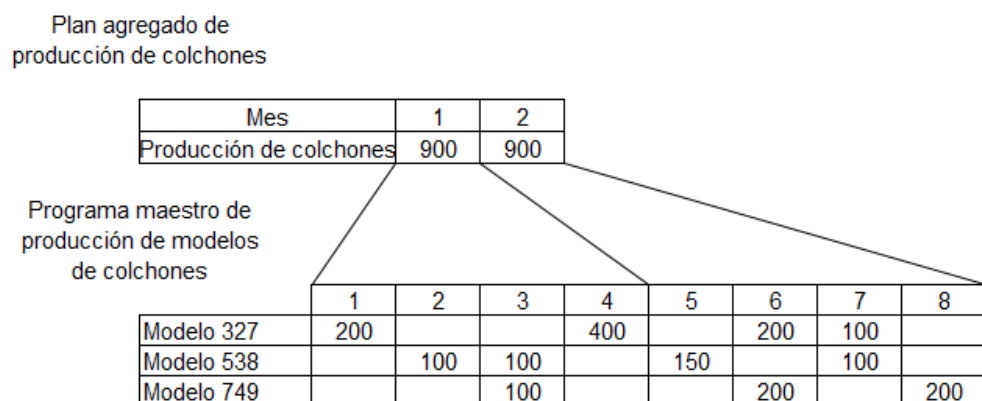 Plan agregado de
producción de colchones
Mes 1 2
Producción de colchones 900 900
Programa maestro de
producción de modelos
de colchones
1 2 3 4 5 6 7 8
Modelo 327 200 400 200 100
Modelo 538 100 100 150 100
Modelo 749 100 200 200